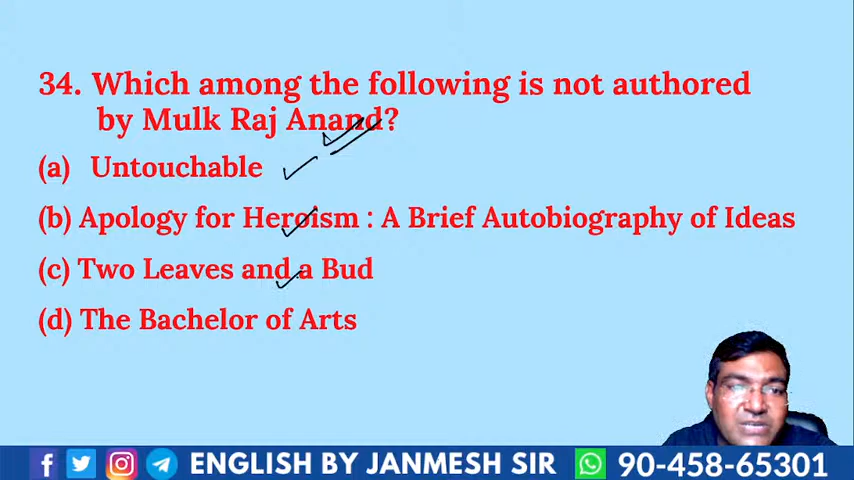 34. Which among the following is not authored
by Mulk Raj Anand?
(a) Untouchable
(b) Apology for Heroism : A Brief Autobiography of Ideas
(c) Two Leaves and a Bud
(d) The Bachelor of Arts
ENGLISH BY JANMESH SIR 90-458-65301